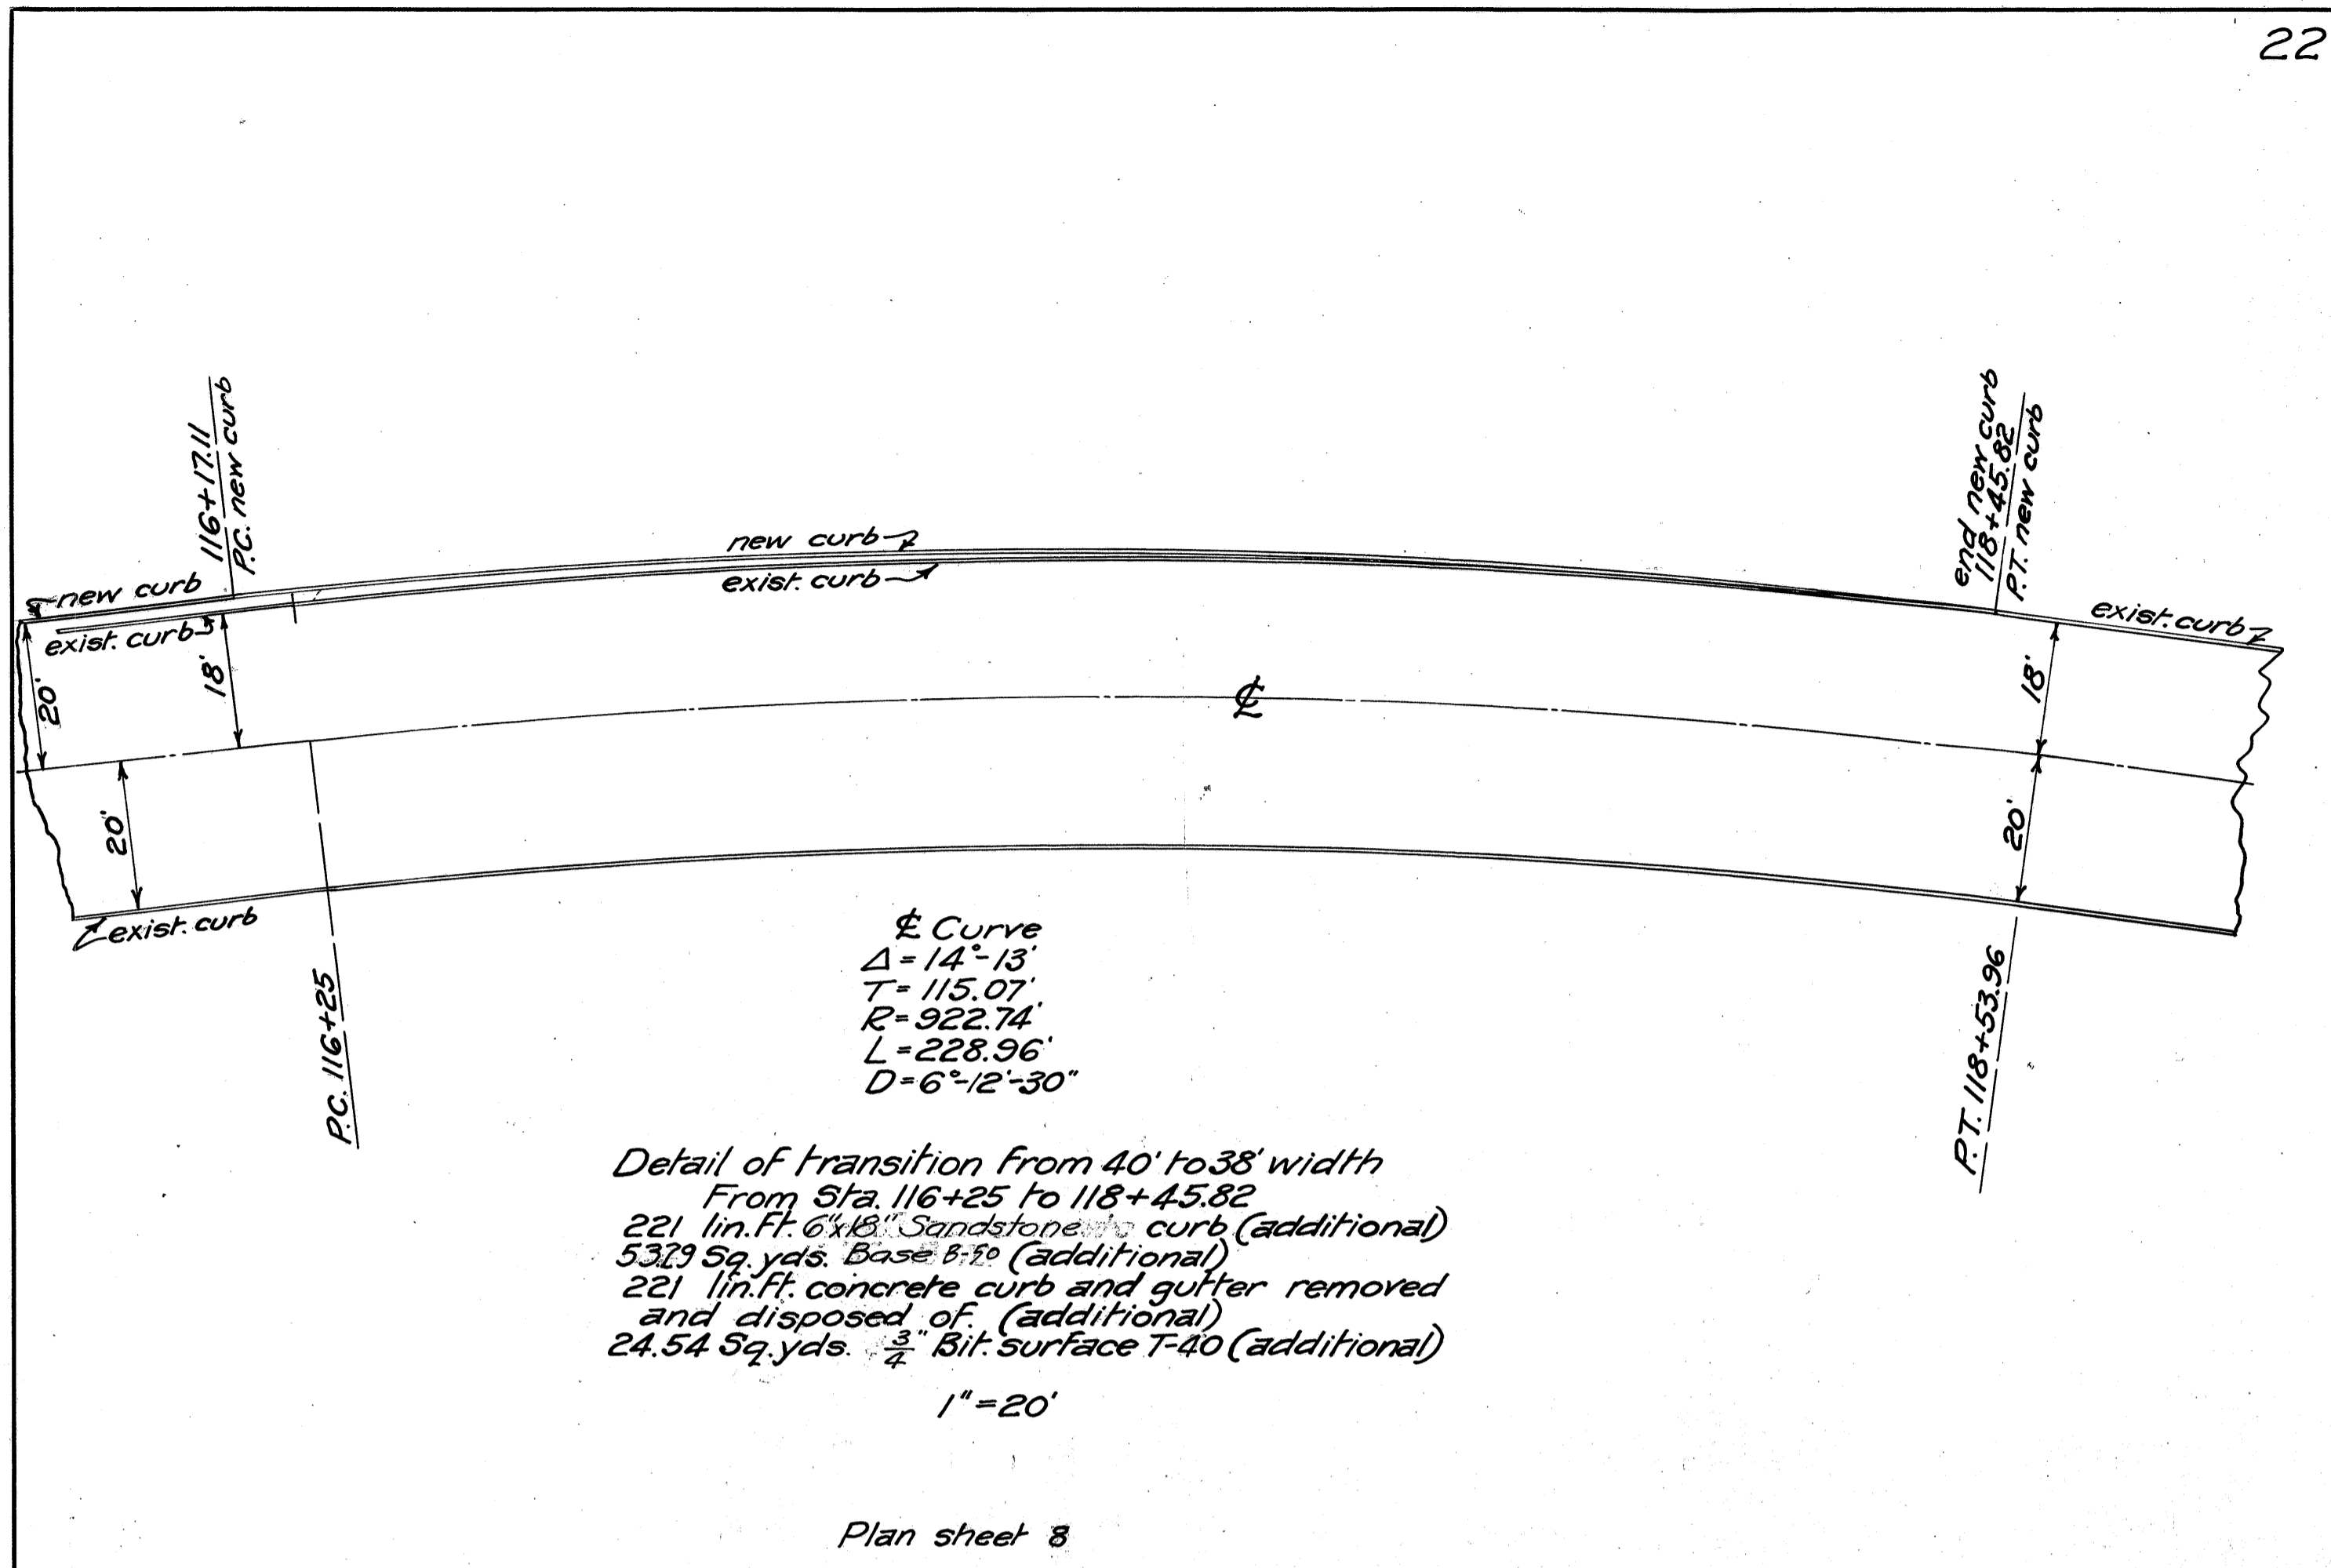 22
116+17.11
P.C. new curb
end new curb
118+45.82
P.T. new curb
new curb
exist. curb
new curb
exist. curb
exist. curb
20'
18'
18'
℄
20'
20'
exist. curb
P.C. 116+25
P.T. 118+53.96
℄ Curve
Δ=14°-13'
T=115.07'
R=922.74'
L=228.96'
D=6°-12'-30"
Detail of transition from 40' to 38' width
From Sta. 116+25 to 118+45.82
221 lin.ft. 6"x18" Sandstone curb (additional)
53.29 Sq.yds. Base B-50 (additional)
221 lin.ft. concrete curb and gutter removed
and disposed of. (additional)
24.54 Sq.yds. 3/4" Bit. surface T-40 (additional)
1"=20'
Plan sheet 8